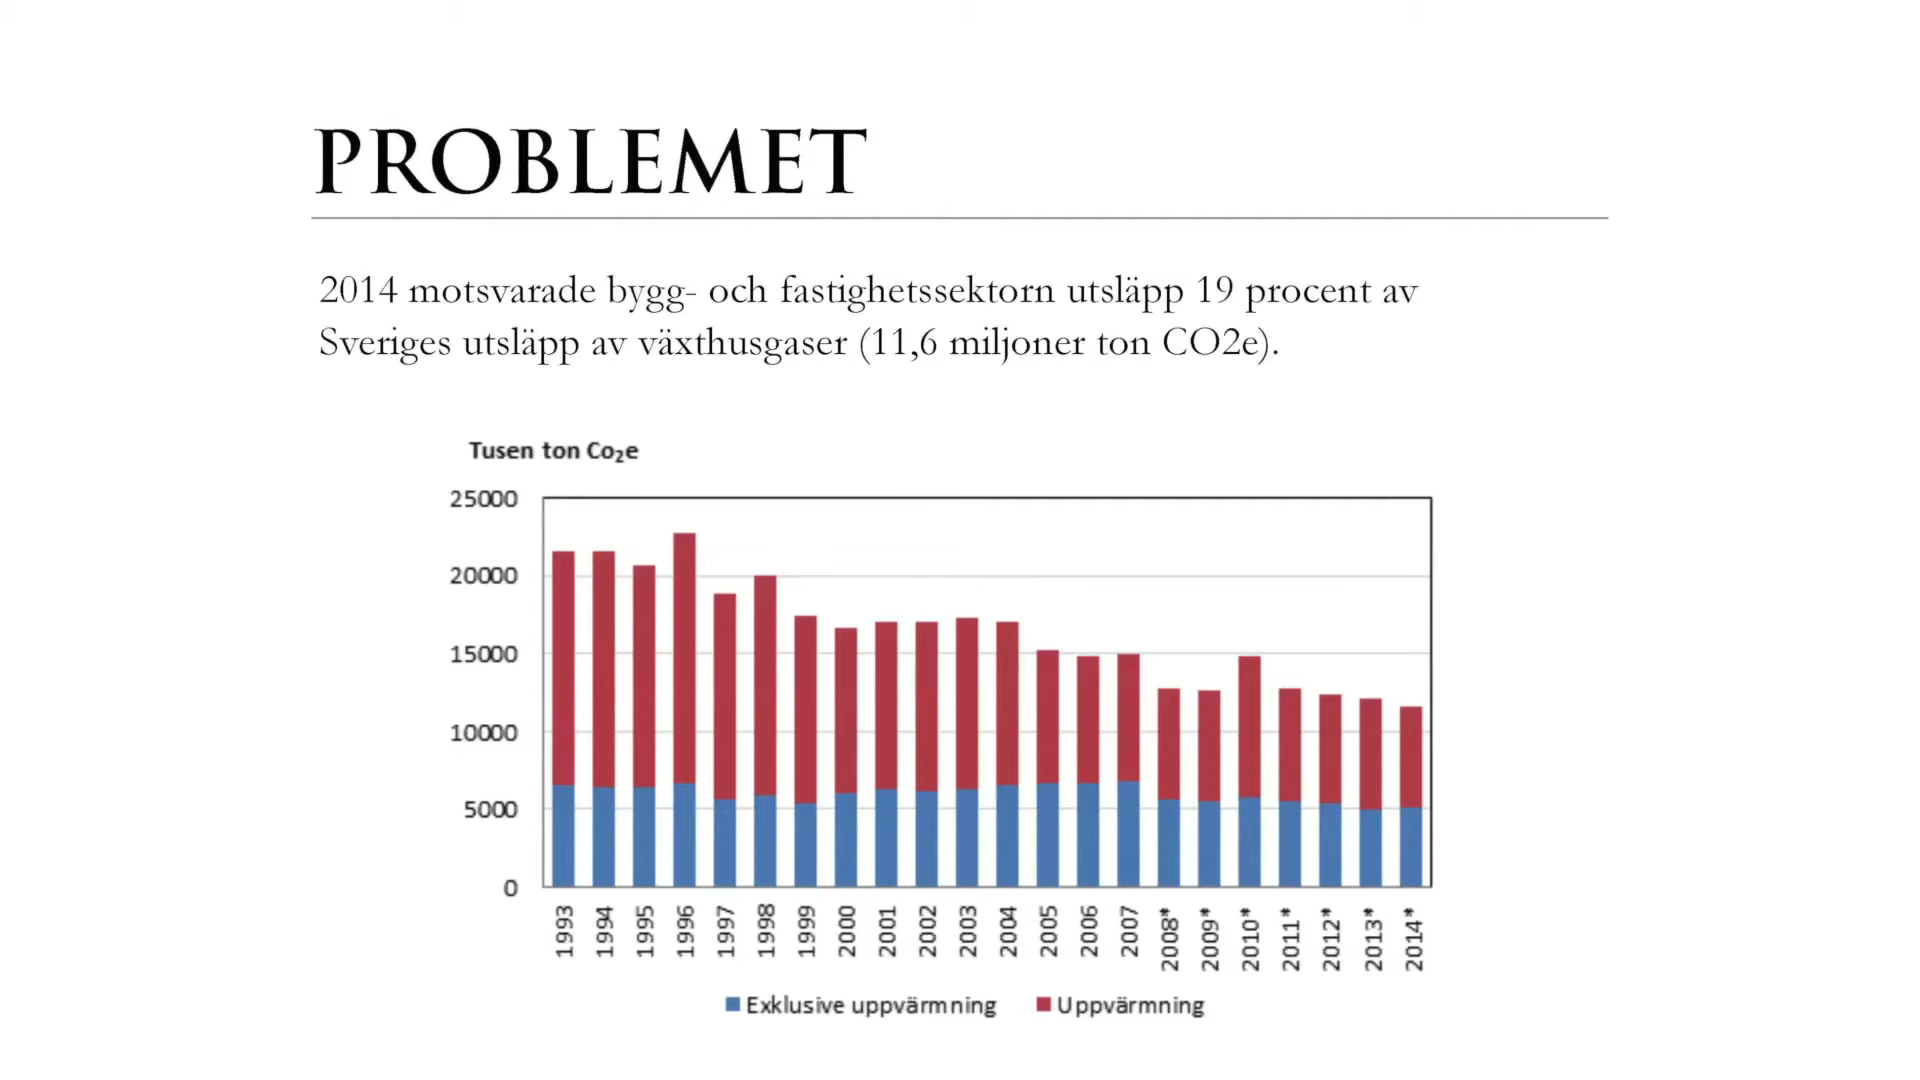 PROBLEMET
2014 motsvarade bygg- och fastighetssektorn utsläpp 19 procent av
Sveriges utsläpp av växthusgaser (11,6 miljoner ton CO2e).
Tusen ton Co₂e
25000
20000
15000
10000
5000
0
1993 1994 1995 1996 1997 1998 1999 2000 2001 2002 2003 2004 2005 2006 2007 2008* 2009* 2010* 2011* 2012* 2013* 2014*
Exklusive uppvärmning Uppvärmning